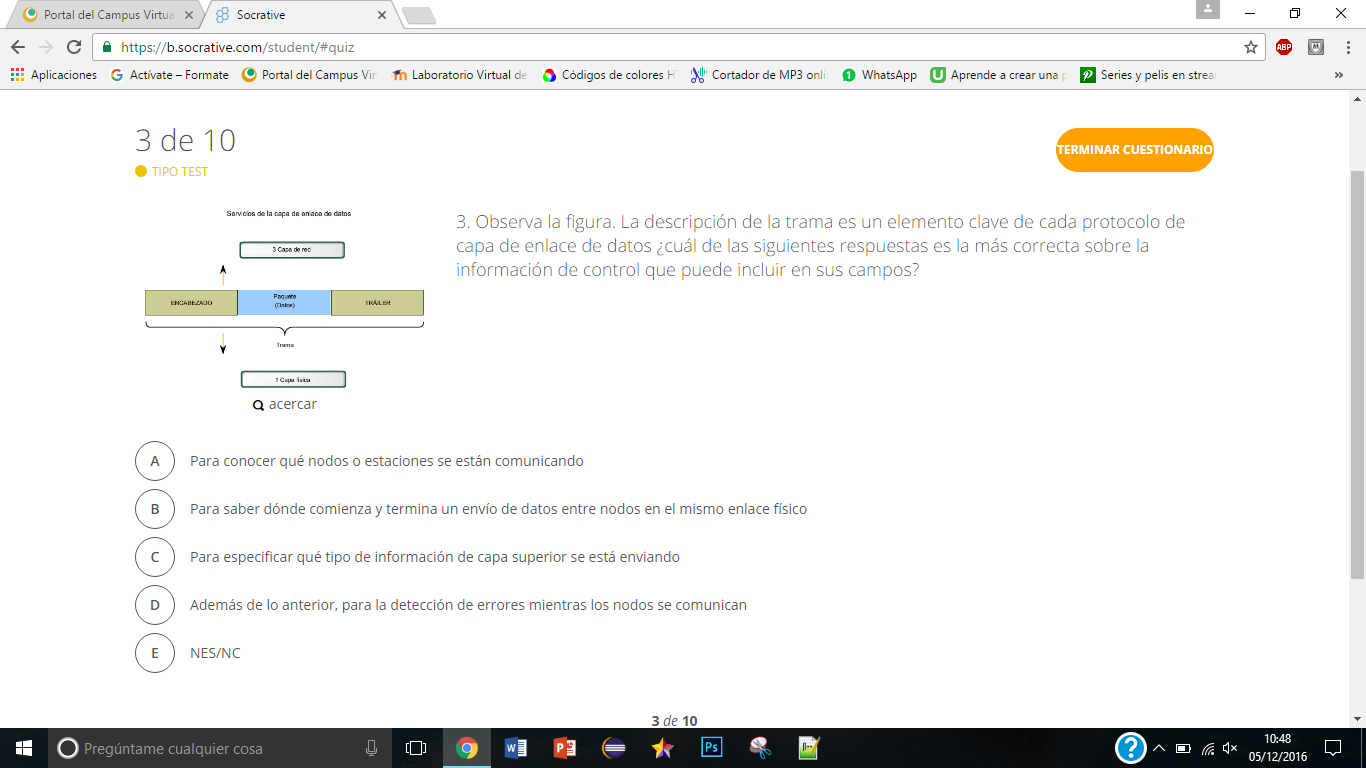 Portal del Campus Virtua
Socrative
https://b.socrative.com/student/#quiz
ABP
Aplicaciones
Actívate – Formate
Portal del Campus Vir
Laboratorio Virtual de
Códigos de colores H
Cortador de MP3 onli
WhatsApp
Aprende a crear una p
Series y pelis en strea
3 de 10
TERMINAR CUESTIONARIO
TIPO TEST
Servicios de la capa de enlace de datos
3 Capa de red
ENCABEZADO
Paquete
(Datos)
TRÁILER
Trama
1 Capa física
acercar
3. Observa la figura. La descripción de la trama es un elemento clave de cada protocolo de
capa de enlace de datos ¿cuál de las siguientes respuestas es la más correcta sobre la
información de control que puede incluir en sus campos?
A Para conocer qué nodos o estaciones se están comunicando
B Para saber dónde comienza y termina un envío de datos entre nodos en el mismo enlace físico
C Para especificar qué tipo de información de capa superior se está enviando
D Además de lo anterior, para la detección de errores mientras los nodos se comunican
E NES/NC
3 de 10
Pregúntame cualquier cosa
10:48
05/12/2016